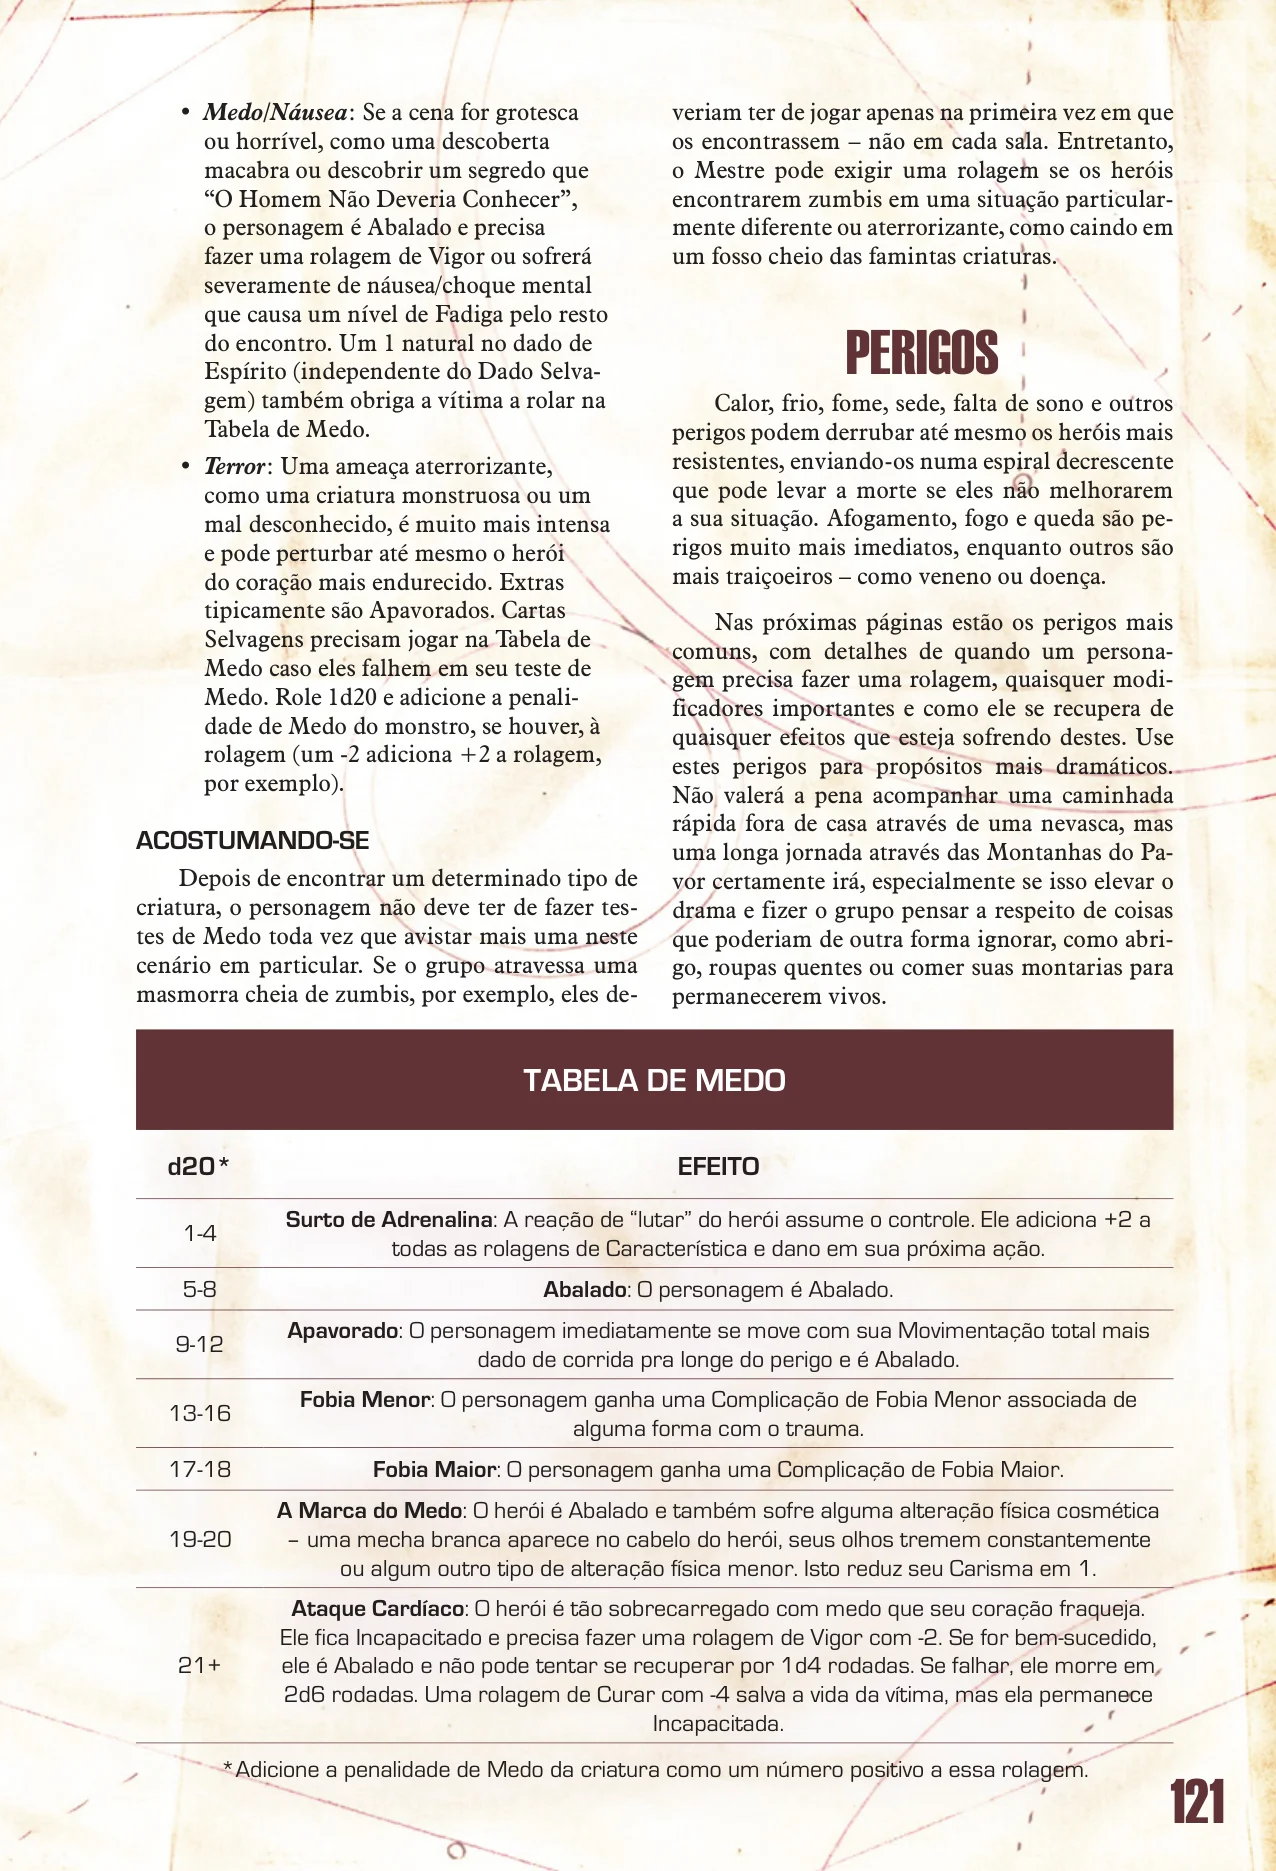 • Medo/Náusea: Se a cena for grotesca
ou horrível, como uma descoberta
macabra ou descobrir um segredo que
“O Homem Não Deveria Conhecer”,
o personagem é Abalado e precisa
fazer uma rolagem de Vigor ou sofrerá
severamente de náusea/choque mental
que causa um nível de Fadiga pelo resto
do encontro. Um 1 natural no dado de
Espírito (independente do Dado Selva-
gem) também obriga a vítima a rolar na
Tabela de Medo.
• Terror: Uma ameaça aterrorizante,
como uma criatura monstruosa ou um
mal desconhecido, é muito mais intensa
e pode perturbar até mesmo o herói
do coração mais endurecido. Extras
tipicamente são Apavorados. Cartas
Selvagens precisam jogar na Tabela de
Medo caso eles falhem em seu teste de
Medo. Role 1d20 e adicione a penali-
dade de Medo do monstro, se houver, à
rolagem (um -2 adiciona +2 a rolagem,
por exemplo).
ACOSTUMANDO-SE
Depois de encontrar um determinado tipo de
criatura, o personagem não deve ter de fazer tes-
tes de Medo toda vez que avistar mais uma neste
cenário em particular. Se o grupo atravessa uma
masmorra cheia de zumbis, por exemplo, eles de-
veriam ter de jogar apenas na primeira vez em que
os encontrassem – não em cada sala. Entretanto,
o Mestre pode exigir uma rolagem se os heróis
encontrarem zumbis em uma situação particular-
mente diferente ou aterrorizante, como caindo em
um fosso cheio das famintas criaturas.
PERIGOS
Calor, frio, fome, sede, falta de sono e outros
perigos podem derrubar até mesmo os heróis mais
resistentes, enviando-os numa espiral decrescente
que pode levar a morte se eles não melhorarem
a sua situação. Afogamento, fogo e queda são pe-
rigos muito mais imediatos, enquanto outros são
mais traiçoeiros – como veneno ou doença.
Nas próximas páginas estão os perigos mais
comuns, com detalhes de quando um persona-
gem precisa fazer uma rolagem, quaisquer modi-
ficadores importantes e como ele se recupera de
quaisquer efeitos que esteja sofrendo destes. Use
estes perigos para propósitos mais dramáticos.
Não valerá a pena acompanhar uma caminhada
rápida fora de casa através de uma nevasca, mas
uma longa jornada através das Montanhas do Pa-
vor certamente irá, especialmente se isso elevar o
drama e fizer o grupo pensar a respeito de coisas
que poderiam de outra forma ignorar, como abri-
go, roupas quentes ou comer suas montarias para
permanecerem vivos.
TABELA DE MEDO
d20* EFEITO
1-4 Surto de Adrenalina: A reação de “lutar” do herói assume o controle. Ele adiciona +2 a
todas as rolagens de Característica e dano em sua próxima ação.
5-8 Abalado: O personagem é Abalado.
9-12 Apavorado: O personagem imediatamente se move com sua Movimentação total mais
dado de corrida pra longe do perigo e é Abalado.
13-16 Fobia Menor: O personagem ganha uma Complicação de Fobia Menor associada de
alguma forma com o trauma.
17-18 Fobia Maior: O personagem ganha uma Complicação de Fobia Maior.
19-20 A Marca do Medo: O herói é Abalado e também sofre alguma alteração física cosmética
– uma mecha branca aparece no cabelo do herói, seus olhos tremem constantemente
ou algum outro tipo de alteração física menor. Isto reduz seu Carisma em 1.
21+ Ataque Cardíaco: O herói é tão sobrecarregado com medo que seu coração fraqueja.
Ele fica Incapacitado e precisa fazer uma rolagem de Vigor com -2. Se for bem-sucedido,
ele é Abalado e não pode tentar se recuperar por 1d4 rodadas. Se falhar, ele morre em
2d6 rodadas. Uma rolagem de Curar com -4 salva a vida da vítima, mas ela permanece
Incapacitada.
*Adicione a penalidade de Medo da criatura como um número positivo a essa rolagem.
121